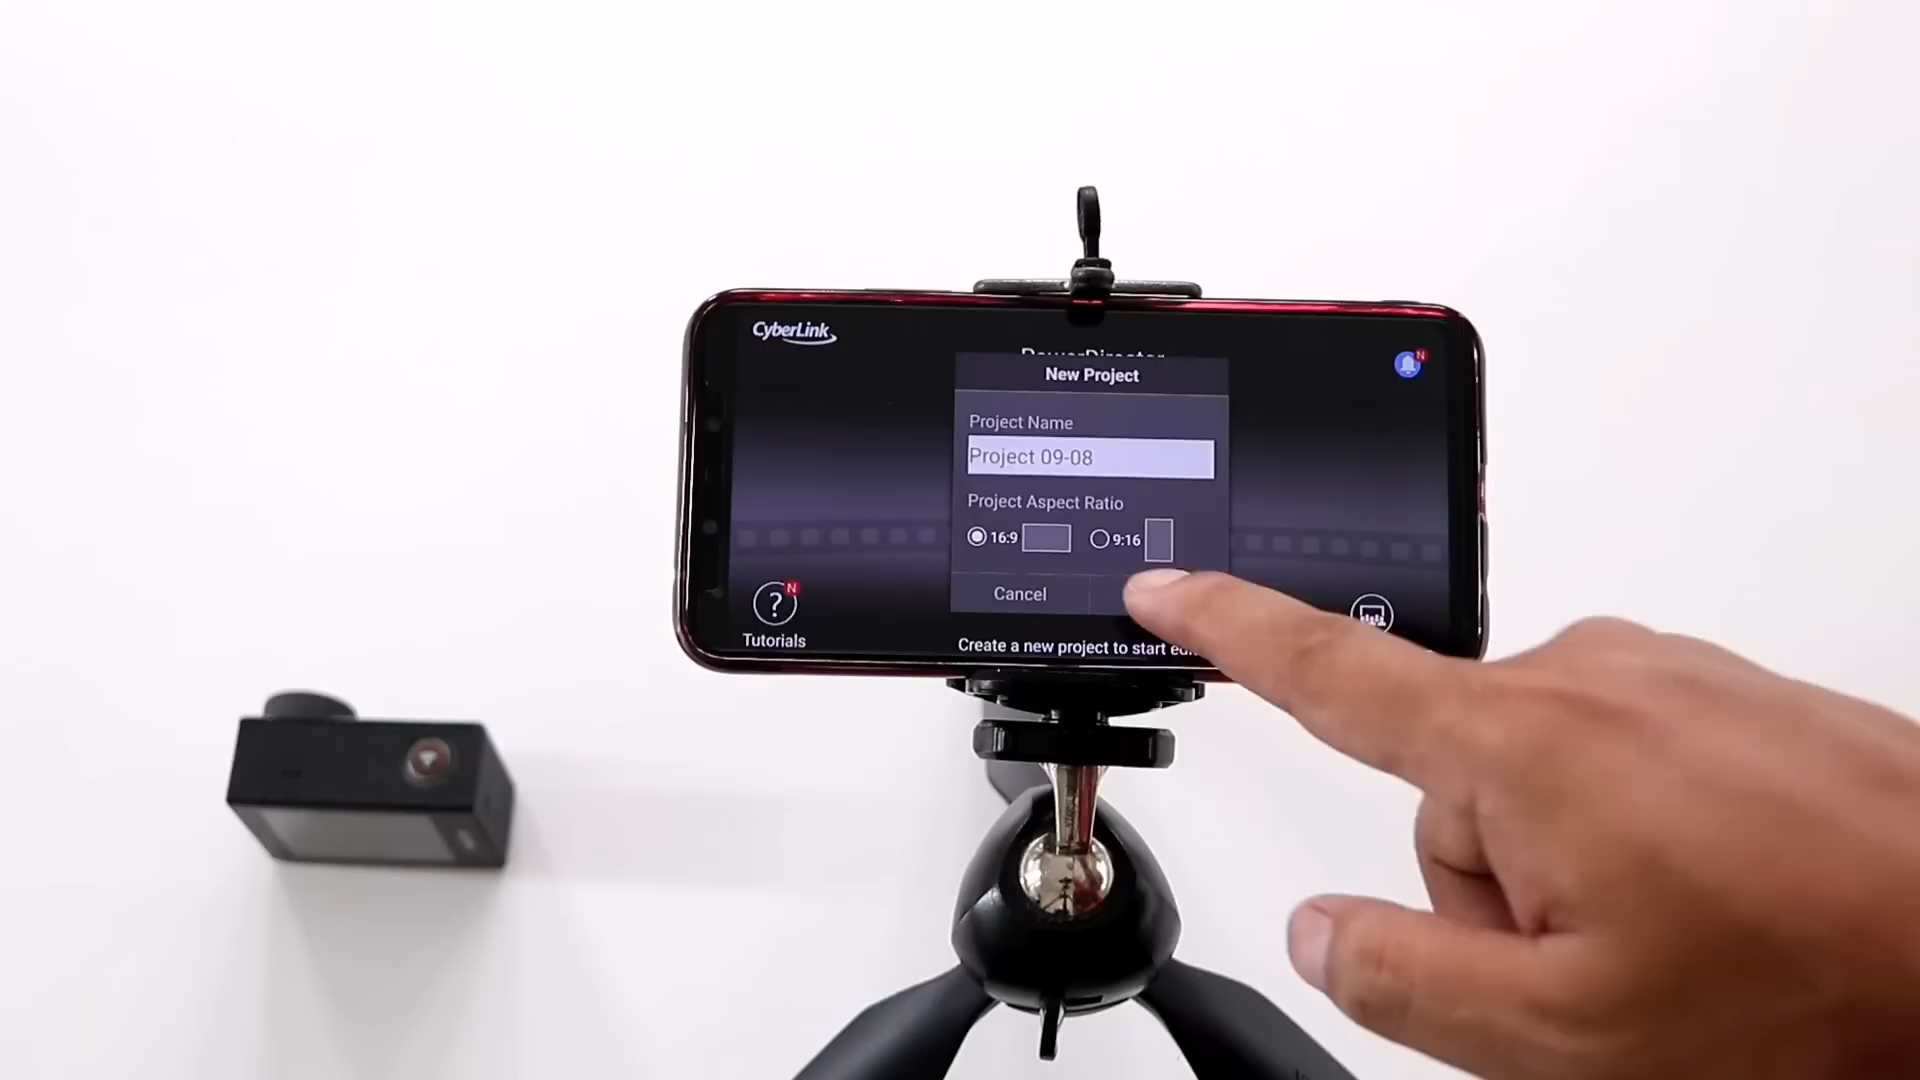 CyberLink
PowerDirector
N
New Project
Project Name
Project 09-08
Project Aspect Ratio
16:9
9:16
Cancel
N
?
Tutorials
Create a new project to start